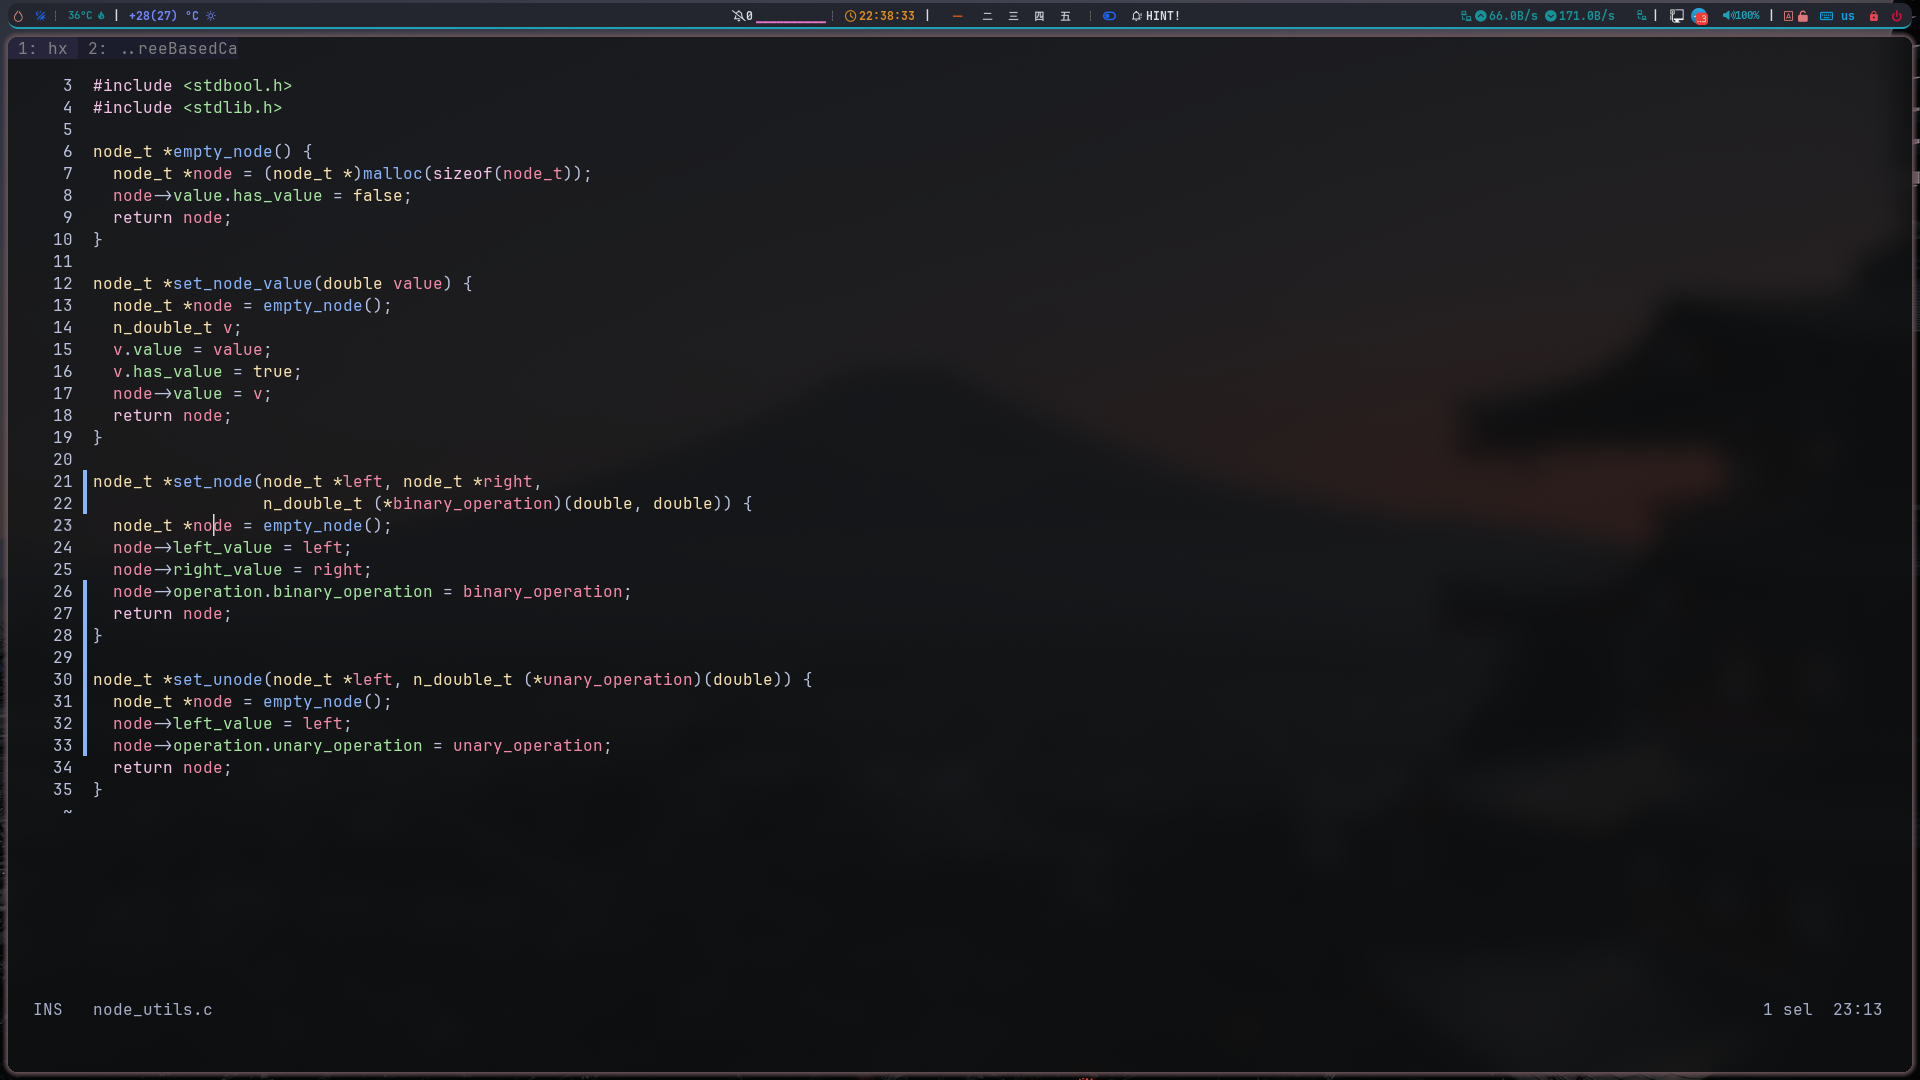 36°C
+28(27) °C
0
22:38:33
一 二 三 四 五
HINT!
66.0B/s 171.0B/s
..3
100%
A
us
1: hx 2: ..reeBasedCa
3 #include <stdbool.h>
4 #include <stdlib.h>
5
6 node_t *empty_node() {
7 node_t *node = (node_t *)malloc(sizeof(node_t));
8 node->value.has_value = false;
9 return node;
10 }
11
12 node_t *set_node_value(double value) {
13 node_t *node = empty_node();
14 n_double_t v;
15 v.value = value;
16 v.has_value = true;
17 node->value = v;
18 return node;
19 }
20
21 node_t *set_node(node_t *left, node_t *right,
22 n_double_t (*binary_operation)(double, double)) {
23 node_t *node = empty_node();
24 node->left_value = left;
25 node->right_value = right;
26 node->operation.binary_operation = binary_operation;
27 return node;
28 }
29
30 node_t *set_unode(node_t *left, n_double_t (*unary_operation)(double)) {
31 node_t *node = empty_node();
32 node->left_value = left;
33 node->operation.unary_operation = unary_operation;
34 return node;
35 }
~
INS node_utils.c 1 sel 23:13